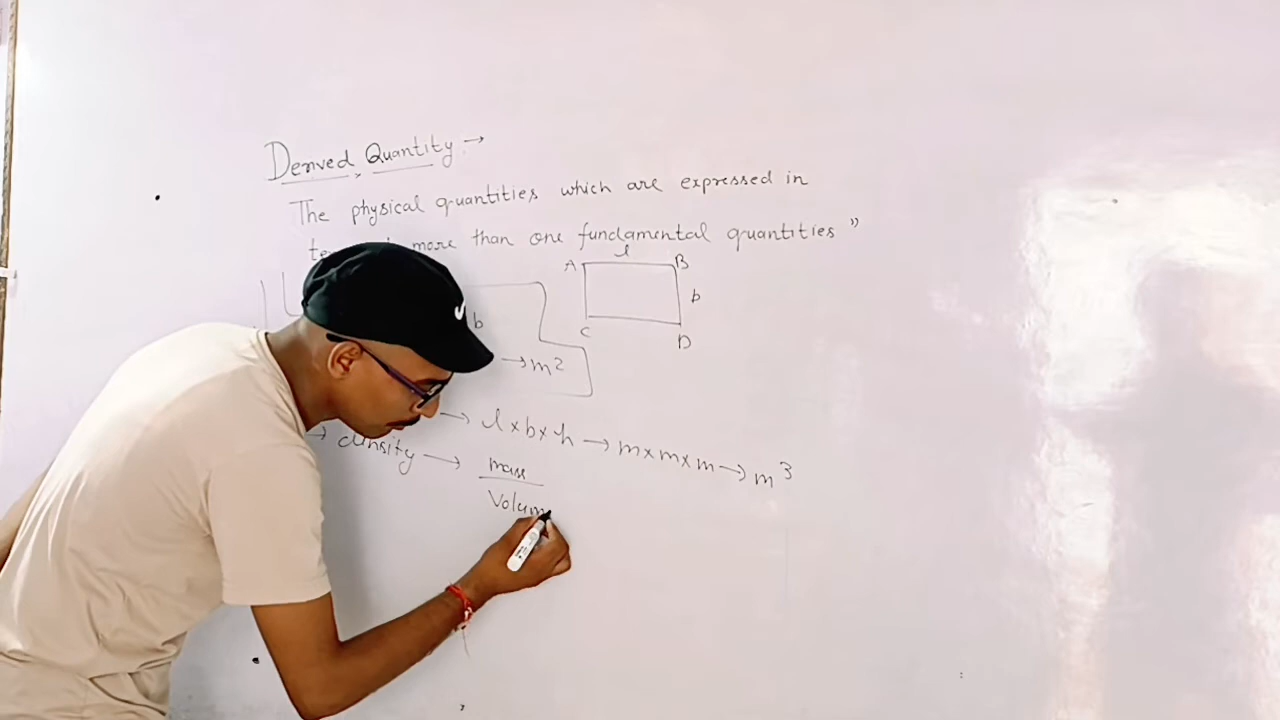 Derived Quantity →
The physical quantities which are expressed in
more than one fundamental quantities ”
A l B
b
C D
b
→ m²
→ l × b × h → m × m × m → m³
→ density → mass
Volum